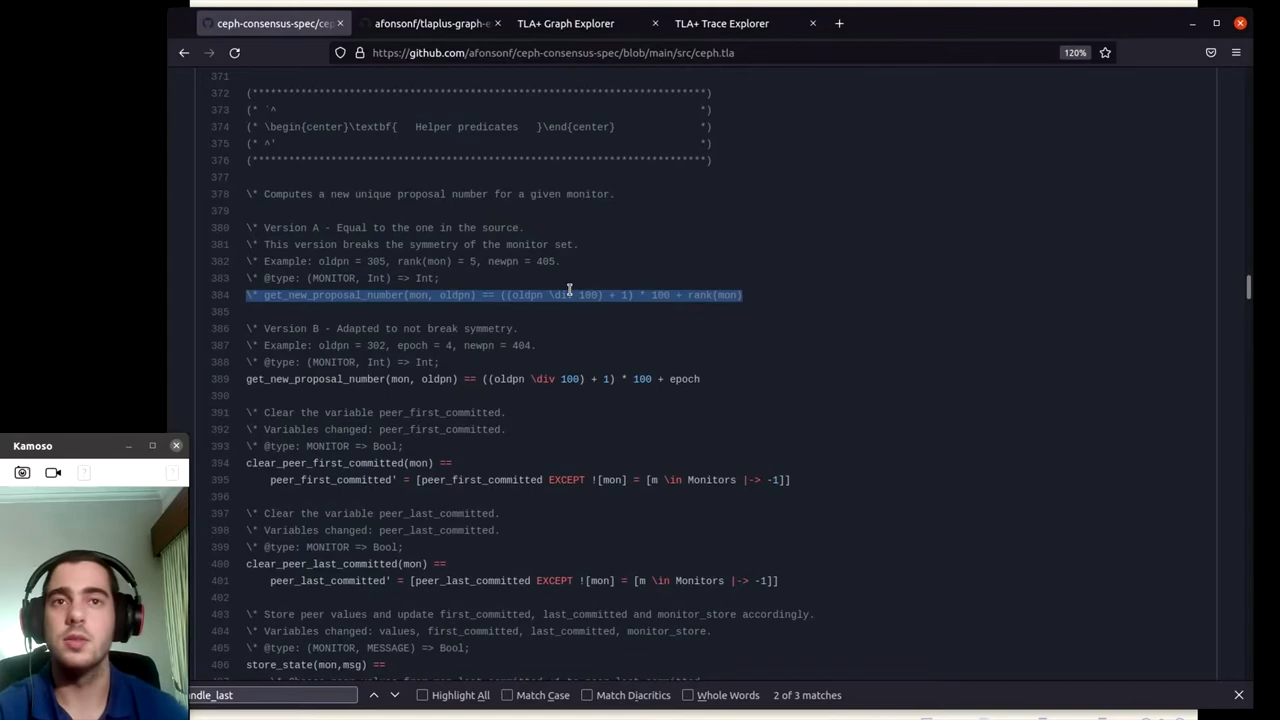 ceph-consensus-spec/cep
afonsonf/tlaplus-graph-e
TLA+ Graph Explorer
TLA+ Trace Explorer
https://github.com/afonsonf/ceph-consensus-spec/blob/main/src/ceph.tla
120%
371
372 (***************************************************************************)
373 (* `^ *)
374 (* \begin{center}\textbf{ Helper predicates }\end{center} *)
375 (* ^' *)
376 (***************************************************************************)
377
378 \* Computes a new unique proposal number for a given monitor.
379
380 \* Version A - Equal to the one in the source.
381 \* This version breaks the symmetry of the monitor set.
382 \* Example: oldpn = 305, rank(mon) = 5, newpn = 405.
383 \* @type: (MONITOR, Int) => Int;
384 \* get_new_proposal_number(mon, oldpn) == ((oldpn \div 100) + 1) * 100 + rank(mon)
385
386 \* Version B - Adapted to not break symmetry.
387 \* Example: oldpn = 302, epoch = 4, newpn = 404.
388 \* @type: (MONITOR, Int) => Int;
389 get_new_proposal_number(mon, oldpn) == ((oldpn \div 100) + 1) * 100 + epoch
390
391 \* Clear the variable peer_first_committed.
392 \* Variables changed: peer_first_committed.
393 \* @type: MONITOR => Bool;
394 clear_peer_first_committed(mon) ==
395 peer_first_committed' = [peer_first_committed EXCEPT ![mon] = [m \in Monitors |-> -1]]
396
397 \* Clear the variable peer_last_committed.
398 \* Variables changed: peer_last_committed.
399 \* @type: MONITOR => Bool;
400 clear_peer_last_committed(mon) ==
401 peer_last_committed' = [peer_last_committed EXCEPT ![mon] = [m \in Monitors |-> -1]]
402
403 \* Store peer values and update first_committed, last_committed and monitor_store accordingly.
404 \* Variables changed: values, first_committed, last_committed, monitor_store.
405 \* @type: (MONITOR, MESSAGE) => Bool;
406 store_state(mon,msg) ==
Kamoso
ndle_last
Highlight All
Match Case
Match Diacritics
Whole Words
2 of 3 matches